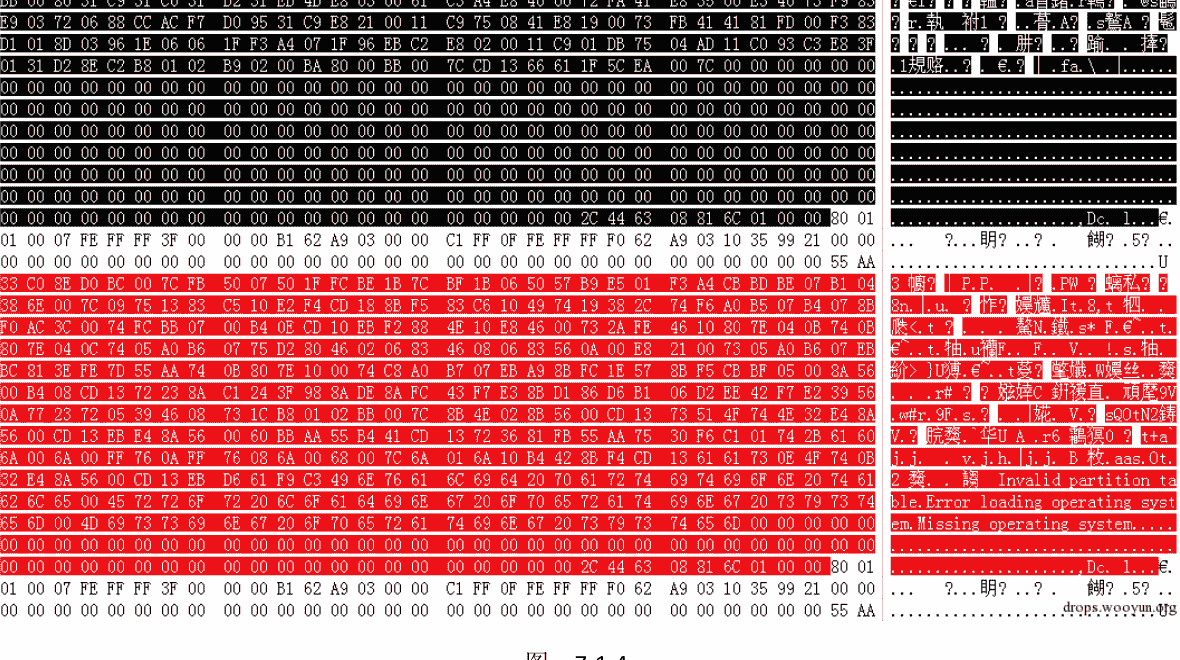 E9 03 72 06 88 CC AC F7 D0 95 31 C9 E8 21 00 11 C9 75 08 41 E8 19 00 73 FB 41 41 81 FD 00 F3 83
D1 01 8D 03 96 1E 06 06 1F F3 A4 07 1F 96 EB C2 E8 02 00 11 C9 01 DB 75 04 AD 11 C0 93 C3 E8 3F
01 31 D2 8E C2 B8 01 02 B9 02 00 BA 80 00 BB 00 7C CD 13 66 61 1F 5C EA 00 7C 00 00 00 00 00 00
00 00 00 00 00 00 00 00 00 00 00 00 00 00 00 00 00 00 00 00 00 00 00 00 00 00 00 00 00 00 00 00 ................................
00 00 00 00 00 00 00 00 00 00 00 00 00 00 00 00 00 00 00 00 00 00 00 00 00 00 00 00 00 00 00 00 ................................
00 00 00 00 00 00 00 00 00 00 00 00 00 00 00 00 00 00 00 00 00 00 00 00 00 00 00 00 00 00 00 00 ................................
00 00 00 00 00 00 00 00 00 00 00 00 00 00 00 00 00 00 00 00 00 00 00 00 00 00 00 00 00 00 00 00 ................................
00 00 00 00 00 00 00 00 00 00 00 00 00 00 00 00 00 00 00 00 00 00 00 00 00 00 00 00 00 00 00 00 ................................
00 00 00 00 00 00 00 00 00 00 00 00 00 00 00 00 00 00 00 00 00 00 00 00 00 00 00 00 00 00 00 00 ................................
00 00 00 00 00 00 00 00 00 00 00 00 00 00 00 00 00 00 00 00 00 2C 44 63 08 81 6C 01 00 00 80 01 ......................,Dc. l...€.
01 00 07 FE FF FF 3F 00 00 00 B1 62 A9 03 00 00 C1 FF 0F FE FF FF F0 62 A9 03 10 35 99 21 00 00 ... ?...明? ..? . 餬? .5? ..
00 00 00 00 00 00 00 00 00 00 00 00 00 00 00 00 00 00 00 00 00 00 00 00 00 00 00 00 00 00 55 AA ..............................U
33 C0 8E D0 BC 00 7C FB 50 07 50 1F FC BE 1B 7C BF 1B 06 50 57 B9 E5 01 F3 A4 CB BD BE 07 B1 04
38 6E 00 7C 09 75 13 83 C5 10 E2 F4 CD 18 8B F5 83 C6 10 49 74 19 38 2C 74 F6 A0 B5 07 B4 07 8B
F0 AC 3C 00 74 FC BB 07 00 B4 0E CD 10 EB F2 88 4E 10 E8 46 00 73 2A FE 46 10 80 7E 04 0B 74 0B
80 7E 04 0C 74 05 A0 B6 07 75 D2 80 46 02 06 83 46 08 06 83 56 0A 00 E8 21 00 73 05 A0 B6 07 EB
BC 81 3E FE 7D 55 AA 74 0B 80 7E 10 00 74 C8 A0 B7 07 EB A9 8B FC 1E 57 8B F5 CB BF 05 00 8A 56
00 B4 08 CD 13 72 23 8A C1 24 3F 98 8A DE 8A FC 43 F7 E3 8B D1 86 D6 B1 06 D2 EE 42 F7 E2 39 56
0A 77 23 72 05 39 46 08 73 1C B8 01 02 BB 00 7C 8B 4E 02 8B 56 00 CD 13 73 51 4F 74 4E 32 E4 8A
56 00 CD 13 EB E4 8A 56 00 60 BB AA 55 B4 41 CD 13 72 36 81 FB 55 AA 75 30 F6 C1 01 74 2B 61 60
6A 00 6A 00 FF 76 0A FF 76 08 6A 00 68 00 7C 6A 01 6A 10 B4 42 8B F4 CD 13 61 61 73 0E 4F 74 0B
32 E4 8A 56 00 CD 13 EB D6 61 F9 C3 49 6E 76 61 6C 69 64 20 70 61 72 74 69 74 69 6F 6E 20 74 61 Invalid partition ta
62 6C 65 00 45 72 72 6F 72 20 6C 6F 61 64 69 6E 67 20 6F 70 65 72 61 74 69 6E 67 20 73 79 73 74 ble.Error loading operating syst
65 6D 00 4D 69 73 73 69 6E 67 20 6F 70 65 72 61 74 69 6E 67 20 73 79 73 74 65 6D 00 00 00 00 00 em.Missing operating system.....
00 00 00 00 00 00 00 00 00 00 00 00 00 00 00 00 00 00 00 00 00 00 00 00 00 00 00 00 00 00 00 00 ................................
00 00 00 00 00 00 00 00 00 00 00 00 00 00 00 00 00 00 00 00 00 2C 44 63 08 81 6C 01 00 00 80 01 ......................,Dc. l...€.
01 00 07 FE FF FF 3F 00 00 00 B1 62 A9 03 00 00 C1 FF 0F FE FF FF F0 62 A9 03 10 35 99 21 00 00 ... ?...明? ..? . 餬? .5? ..
00 00 00 00 00 00 00 00 00 00 00 00 00 00 00 00 00 00 00 00 00 00 00 00 00 00 00 00 00 00 55 AA
drops.wooyun.org